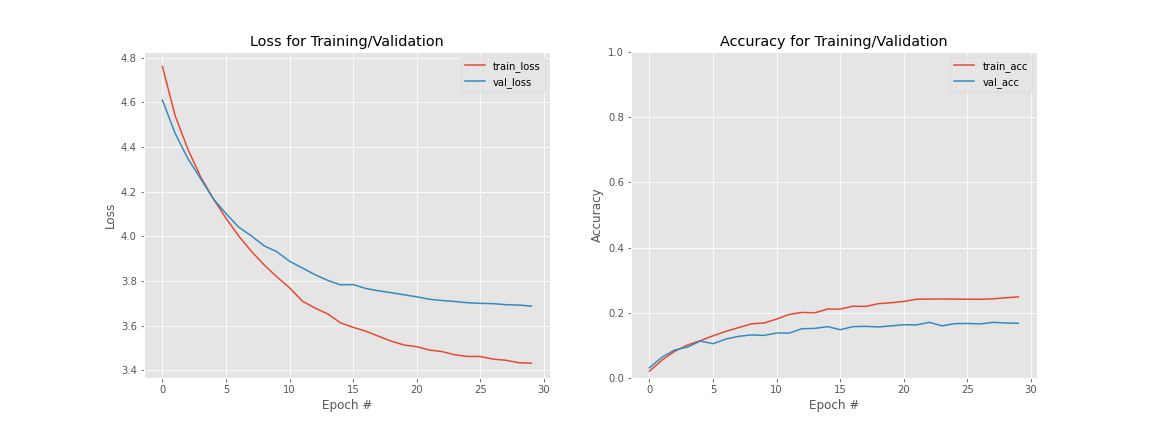 Loss for Training/Validation
4.8
4.6
4.4
4.2
4.0
3.8
3.6
3.4
Loss
0
5
10
15
20
25
30
Epoch #
train_loss
val_loss
Accuracy for Training/Validation
1.0
0.8
0.6
0.4
0.2
0.0
Accuracy
0
5
10
15
20
25
30
Epoch #
train_acc
val_acc